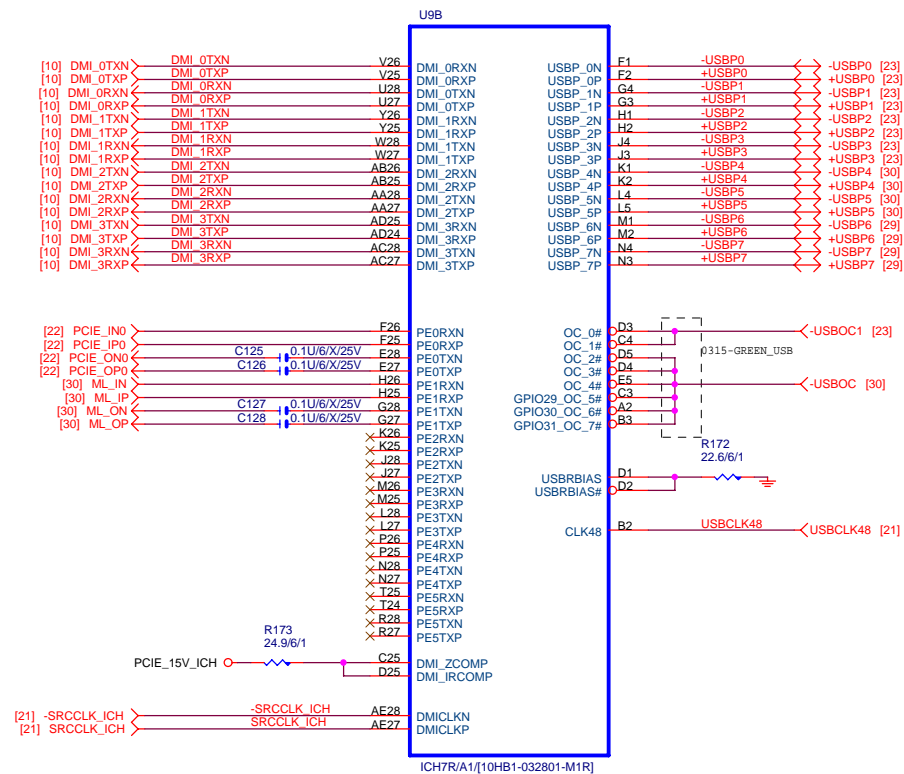 U9B
[10] DMI_0TXN DMI_0TXN V26 DMI_0RXN USBP_0N F1 -USBP0 -USBP0 [23]
[10] DMI_0TXP DMI_0TXP V25 DMI_0RXP USBP_0P F2 +USBP0 +USBP0 [23]
[10] DMI_0RXN DMI_0RXN U28 DMI_0TXN USBP_1N G4 -USBP1 -USBP1 [23]
[10] DMI_0RXP DMI_0RXP U27 DMI_0TXP USBP_1P G3 +USBP1 +USBP1 [23]
[10] DMI_1TXN DMI_1TXN Y26 DMI_1RXN USBP_2N H1 -USBP2 -USBP2 [23]
[10] DMI_1TXP DMI_1TXP Y25 DMI_1RXP USBP_2P H2 +USBP2 +USBP2 [23]
[10] DMI_1RXN DMI_1RXN W28 DMI_1TXN USBP_3N J4 -USBP3 -USBP3 [23]
[10] DMI_1RXP DMI_1RXP W27 DMI_1TXP USBP_3P J3 +USBP3 +USBP3 [23]
[10] DMI_2TXN DMI_2TXN AB26 DMI_2RXN USBP_4N K1 -USBP4 -USBP4 [30]
[10] DMI_2TXP DMI_2TXP AB25 DMI_2RXP USBP_4P K2 +USBP4 +USBP4 [30]
[10] DMI_2RXN DMI_2RXN AA28 DMI_2TXN USBP_5N L4 -USBP5 -USBP5 [30]
[10] DMI_2RXP DMI_2RXP AA27 DMI_2TXP USBP_5P L5 +USBP5 +USBP5 [30]
[10] DMI_3TXN DMI_3TXN AD25 DMI_3RXN USBP_6N M1 -USBP6 -USBP6 [29]
[10] DMI_3TXP DMI_3TXP AD24 DMI_3RXP USBP_6P M2 +USBP6 +USBP6 [29]
[10] DMI_3RXN DMI_3RXN AC28 DMI_3TXN USBP_7N N4 -USBP7 -USBP7 [29]
[10] DMI_3RXP DMI_3RXP AC27 DMI_3TXP USBP_7P N3 +USBP7 +USBP7 [29]
[22] PCIE_IN0 F26 PE0RXN OC_0# D3 -USBOC1 [23]
[22] PCIE_IP0 F25 PE0RXP OC_1# C4 0315-GREEN_USB
[22] PCIE_ON0 C125 0.1U/6/X/25V E28 PE0TXN OC_2# D5
[22] PCIE_OP0 C126 0.1U/6/X/25V E27 PE0TXP OC_3# D4
[30] ML_IN H26 PE1RXN OC_4# E5 -USBOC [30]
[30] ML_IP H25 PE1RXP GPIO29_OC_5# C3
[30] ML_ON C127 0.1U/6/X/25V G28 PE1TXN GPIO30_OC_6# A2
[30] ML_OP C128 0.1U/6/X/25V G27 PE1TXP GPIO31_OC_7# B3
K26 PE2RXN
K25 PE2RXP
J28 PE2TXN
J27 PE2TXP USBRBIAS D1 R172 22.6/6/1
M26 PE3RXN USBRBIAS# D2
M25 PE3RXP
L28 PE3TXN
L27 PE3TXP CLK48 B2 USBCLK48 USBCLK48 [21]
P26 PE4RXN
P25 PE4RXP
N28 PE4TXN
N27 PE4TXP
T25 PE5RXN
T24 PE5RXP
R28 PE5TXN
R27 PE5TXP
R173
24.9/6/1
PCIE_15V_ICH C25 DMI_ZCOMP
D25 DMI_IRCOMP
[21] -SRCCLK_ICH -SRCCLK_ICH AE28 DMICLKN
[21] SRCCLK_ICH SRCCLK_ICH AE27 DMICLKP
ICH7R/A1/[10HB1-032801-M1R]